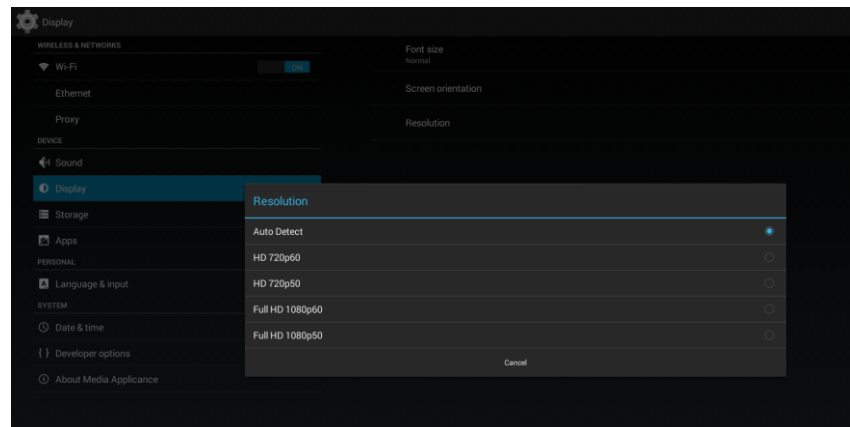 Display
WIRELESS & NETWORKS
Wi-Fi
ON
Ethernet
Proxy
DEVICE
Sound
Display
Storage
Apps
PERSONAL
Language & input
SYSTEM
Date & time
Developer options
About Media Applicance
Font size
Normal
Screen orientation
Resolution
Resolution
Auto Detect
HD 720p60
HD 720p50
Full HD 1080p60
Full HD 1080p50
Cancel